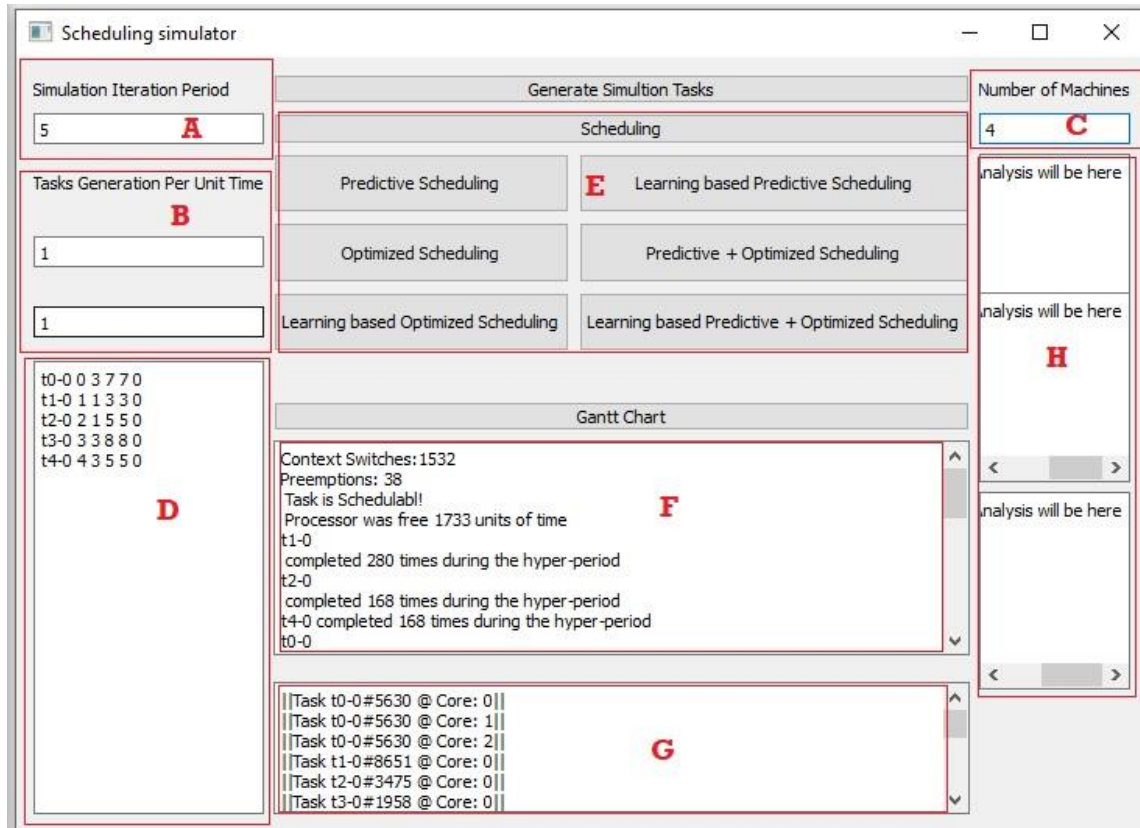 Scheduling simulator
Simulation Iteration Period
5
A
Tasks Generation Per Unit Time
B
1
1
t0-0 0 3 7 7 0
t1-0 1 1 3 3 0
t2-0 2 1 5 5 0
t3-0 3 3 8 8 0
t4-0 4 3 5 5 0
D
Generate Simultion Tasks
Scheduling
Predictive Scheduling
E
Learning based Predictive Scheduling
Optimized Scheduling
Predictive + Optimized Scheduling
Learning based Optimized Scheduling
Learning based Predictive + Optimized Scheduling
Gantt Chart
Context Switches:1532
Preemptions: 38
Task is Schedulabl!
Processor was free 1733 units of time
t1-0
completed 280 times during the hyper-period
t2-0
completed 168 times during the hyper-period
t4-0 completed 168 times during the hyper-period
t0-0
F
||Task t0-0#5630 @ Core: 0||
||Task t0-0#5630 @ Core: 1||
||Task t0-0#5630 @ Core: 2||
||Task t1-0#8651 @ Core: 0||
||Task t2-0#3475 @ Core: 0||
||Task t3-0#1958 @ Core: 0||
G
Number of Machines
4
C
Analysis will be here
Analysis will be here
H
Analysis will be here